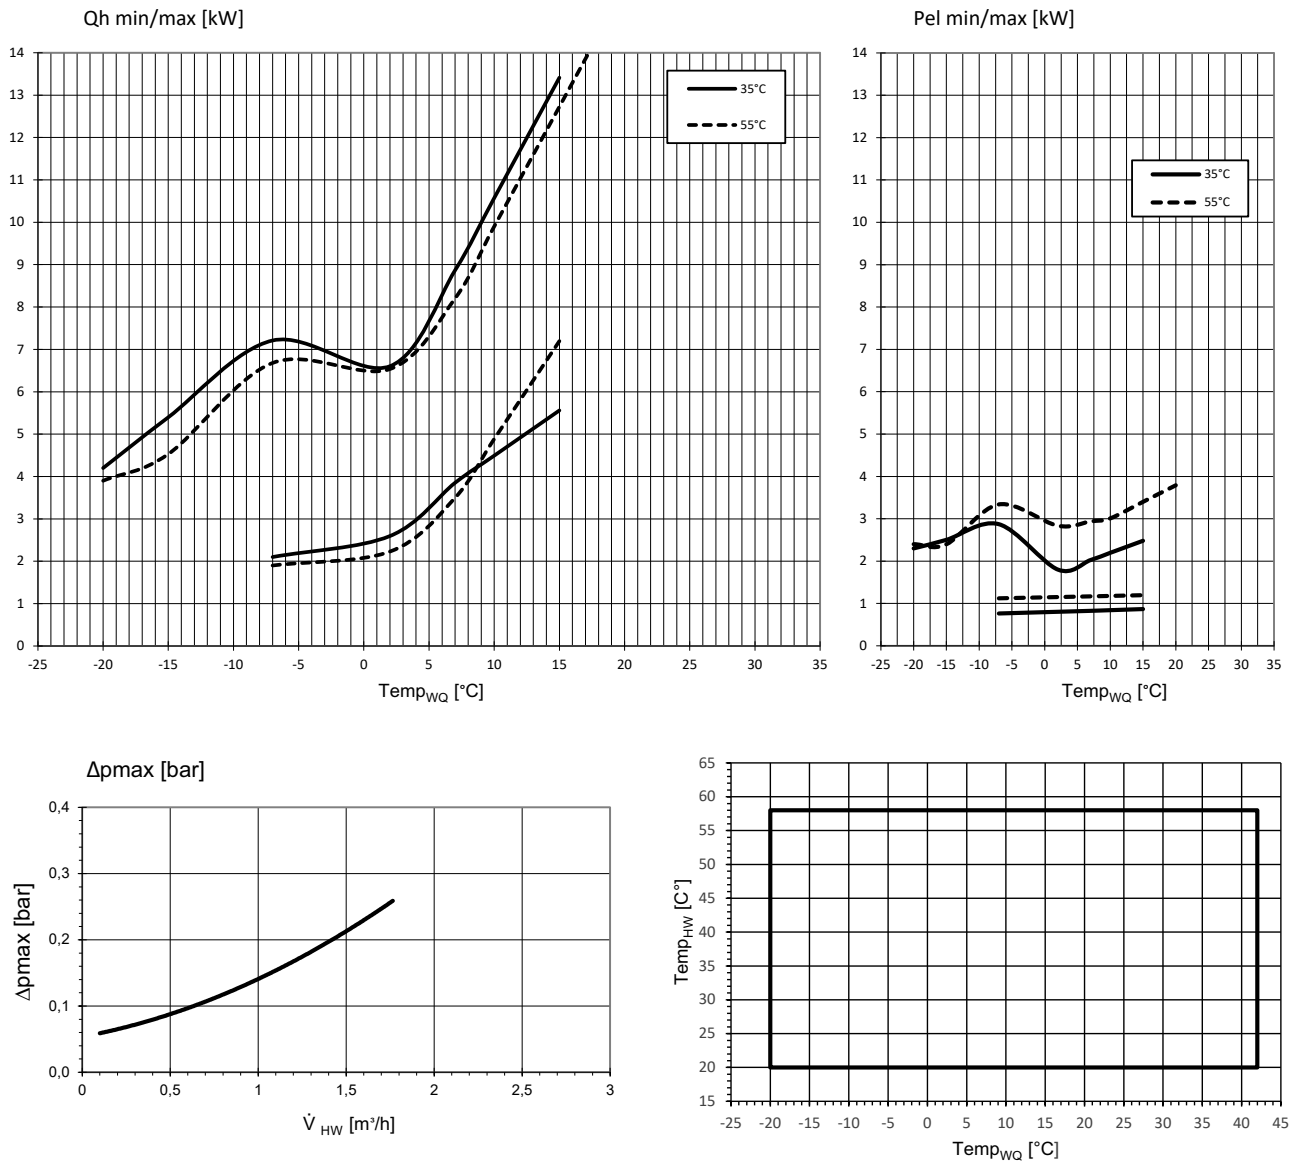 Qh min/max [kW]
14
13
12
11
10
9
8
7
6
5
4
3
2
1
0
-25 -20 -15 -10 -5 0 5 10 15 20 25 30 35
35°C
55°C
Temp_WQ [°C]
Pel min/max [kW]
14
13
12
11
10
9
8
7
6
5
4
3
2
1
0
-25 -20 -15 -10 -5 0 5 10 15 20 25 30 35
35°C
55°C
Temp_WQ [°C]
Δpmax [bar]
Δpmax [bar]
0,4
0,3
0,2
0,1
0,0
0 0,5 1 1,5 2 2,5 3
V̇ HW [m³/h]
Temp_HW [C°]
65
60
55
50
45
40
35
30
25
20
15
-25 -20 -15 -10 -5 0 5 10 15 20 25 30 35 40 45
Temp_WQ [°C]